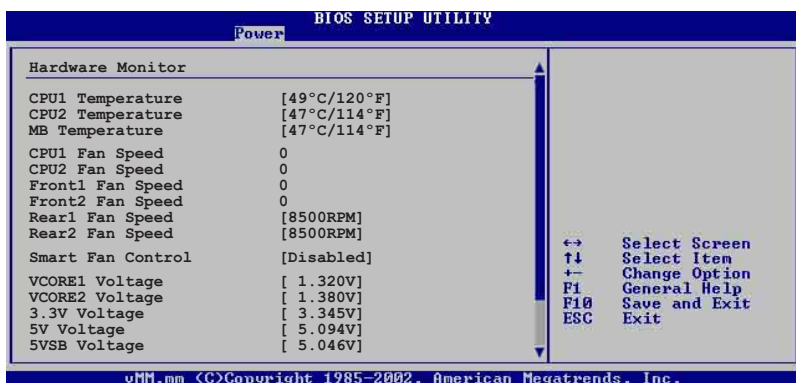 BIOS SETUP UTILITY
Power
Hardware Monitor
CPU1 Temperature [49°C/120°F]
CPU2 Temperature [47°C/114°F]
MB Temperature [47°C/114°F]
CPU1 Fan Speed 0
CPU2 Fan Speed 0
Front1 Fan Speed 0
Front2 Fan Speed 0
Rear1 Fan Speed [8500RPM]
Rear2 Fan Speed [8500RPM]
Smart Fan Control [Disabled]
VCORE1 Voltage [ 1.320V]
VCORE2 Voltage [ 1.380V]
3.3V Voltage [ 3.345V]
5V Voltage [ 5.094V]
5VSB Voltage [ 5.046V]
←→ Select Screen
↑↓ Select Item
+- Change Option
F1 General Help
F10 Save and Exit
ESC Exit
vMM.mm (C)Copyright 1985-2002, American Megatrends, Inc.